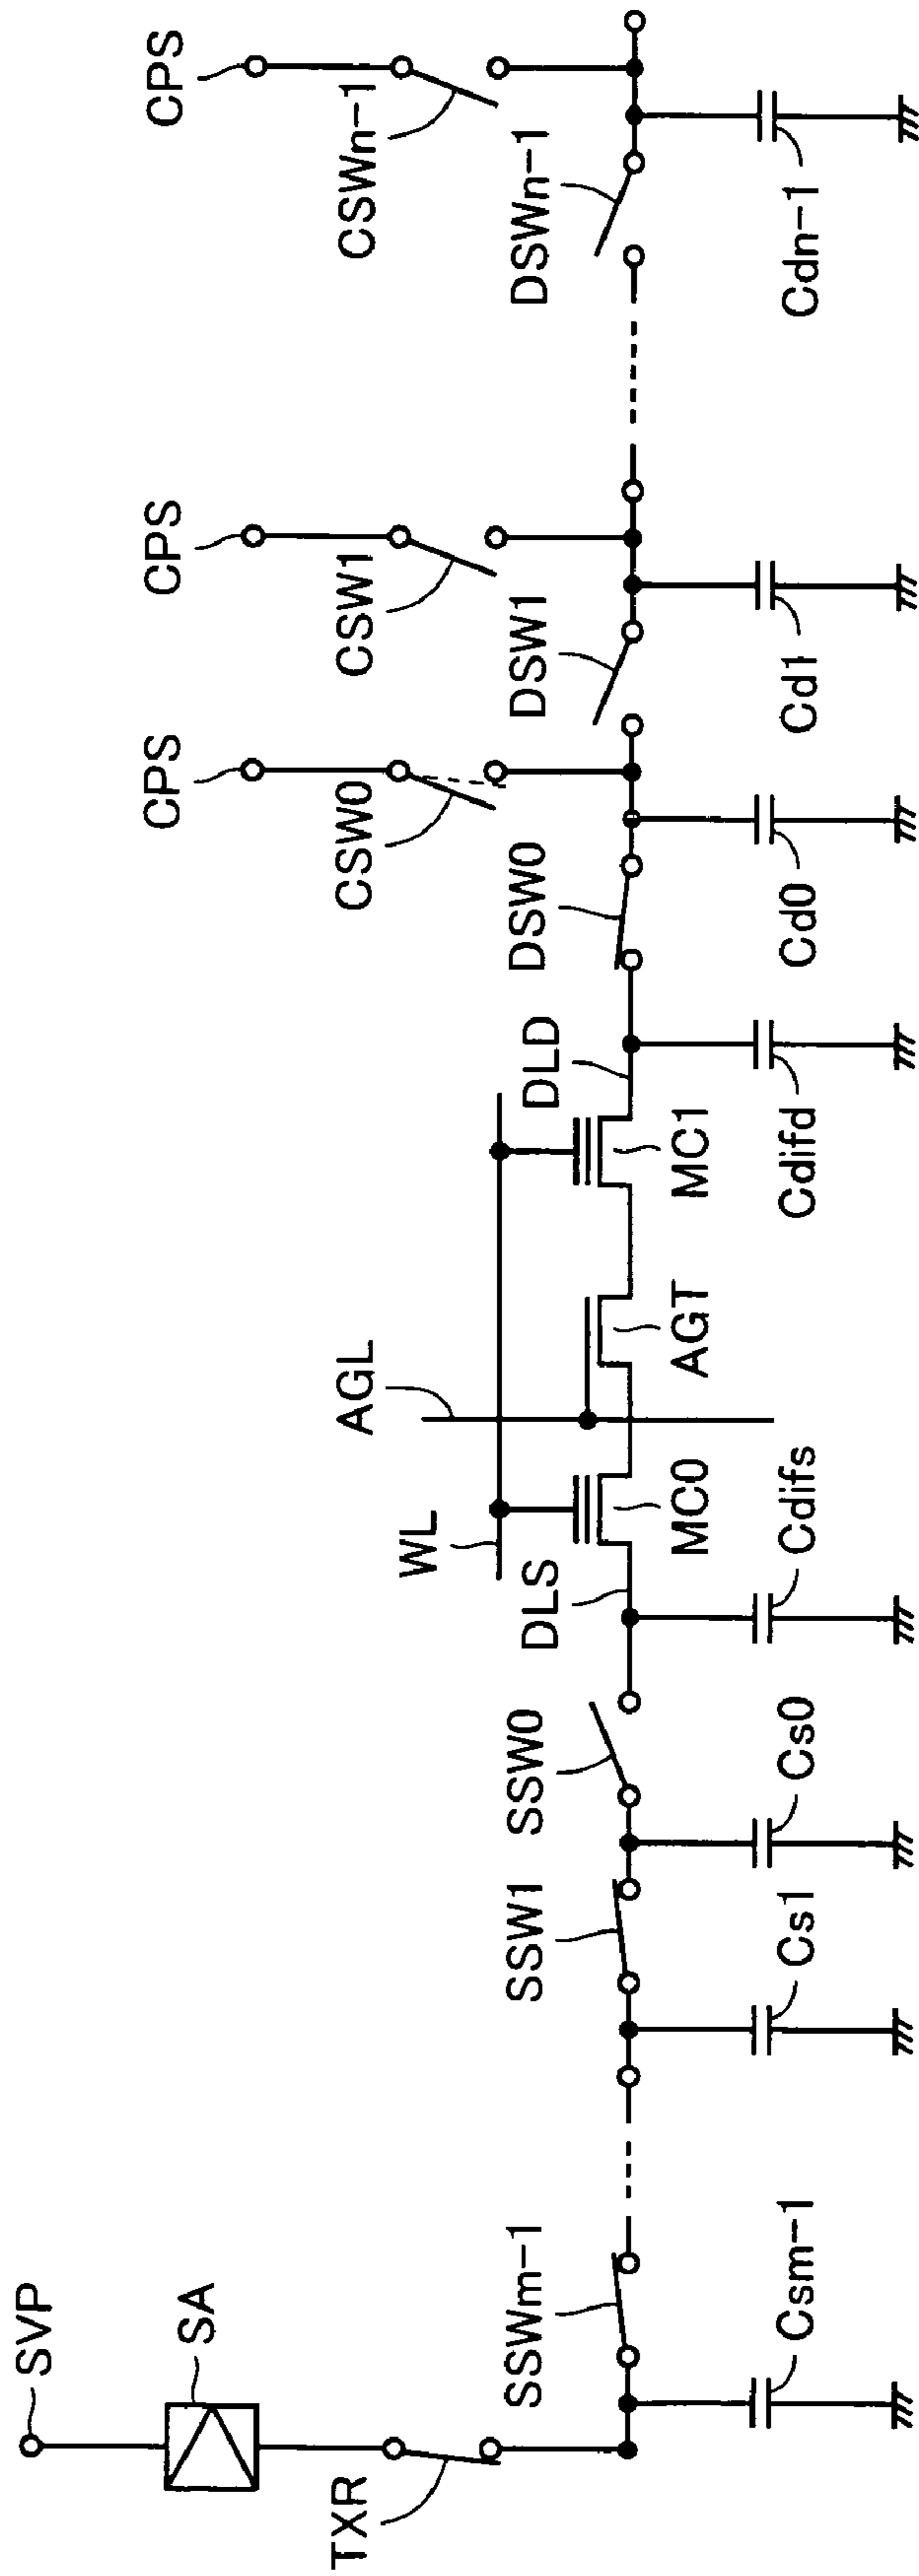 SVP
SA
TXR
SSWm-1
Csm-1
SSW1
Cs1
SSW0
Cs0
WL
DLS
MC0
Cdifs
AGL
AGT
DLD
MC1
Cdifd
CPS
CSW0
DSW0
Cd0
CPS
CSW1
DSW1
Cd1
CPS
CSWn-1
DSWn-1
Cdn-1